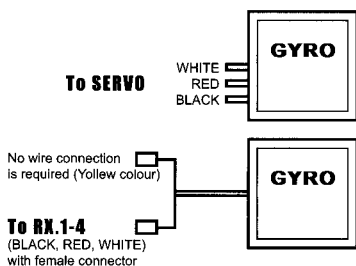 GYRO
WHITE
To SERVO
RED
BLACK
No wire connection
is required (Yollew colour)
GYRO
To RX.1-4
(BLACK, RED, WHITE)
with female connector